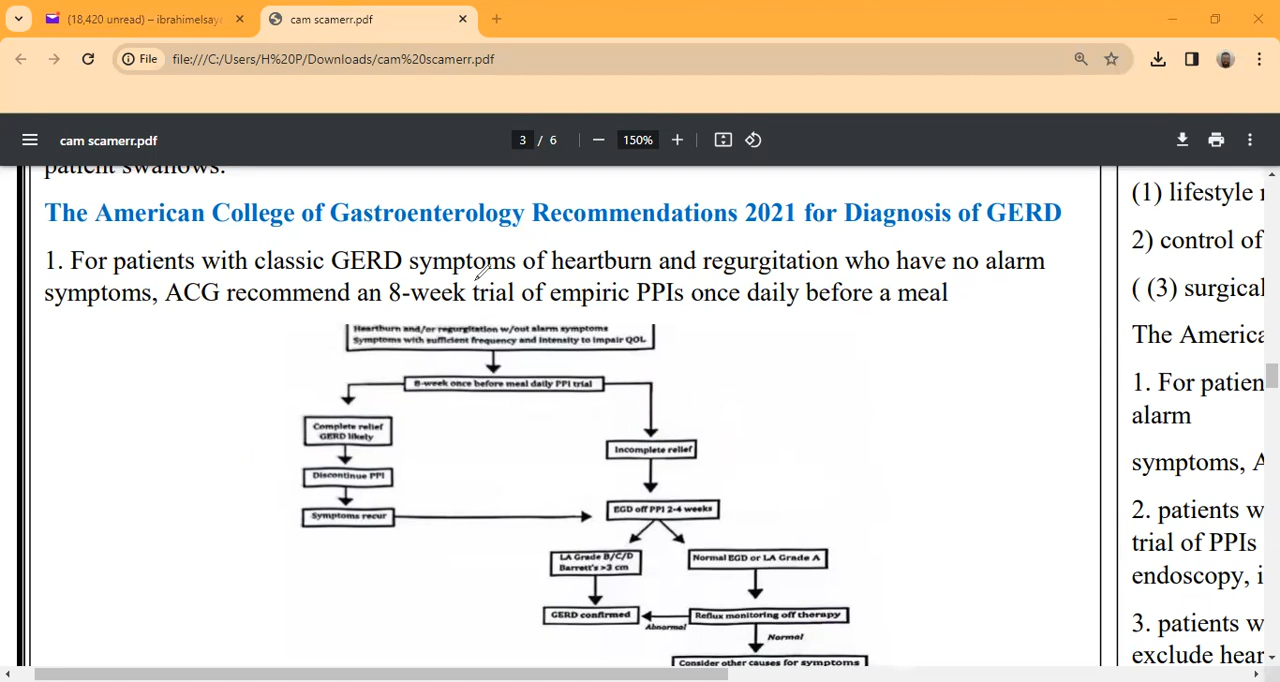 (18,420 unread) – ibrahimelsaya
cam scamerr.pdf
File
file:///C:/Users/H%20P/Downloads/cam%20scamerr.pdf
cam scamerr.pdf
3 / 6
150%
patient swallows.
The American College of Gastroenterology Recommendations 2021 for Diagnosis of GERD
1. For patients with classic GERD symptoms of heartburn and regurgitation who have no alarm
symptoms, ACG recommend an 8-week trial of empiric PPIs once daily before a meal
Heartburn and/or regurgitation w/out alarm symptoms
Symptoms with sufficient frequency and intensity to impair QOL
8-week once before meal daily PPI trial
Complete relief
GERD likely
Incomplete relief
Discontinue PPI
Symptoms recur
EGD off PPI 2-4 weeks
LA Grade B/C/D
Barrett's >3 cm
Normal EGD or LA Grade A
GERD confirmed
Abnormal
Reflux monitoring off therapy
Normal
Consider other causes for symptoms
(1) lifestyle
2) control of
( (3) surgical
The America
1. For patien
alarm
symptoms, A
2. patients w
trial of PPIs
endoscopy, i
3. patients w
exclude hear